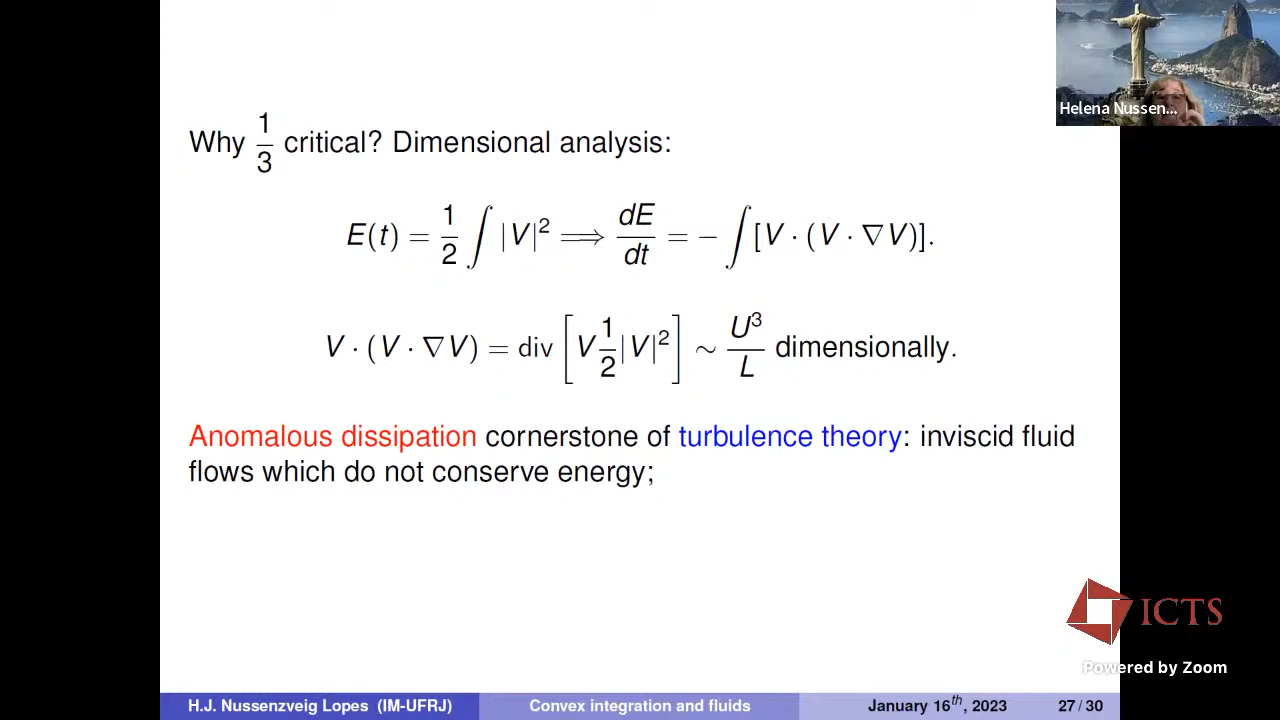 Helena Nussen...
Why 1/3 critical? Dimensional analysis:
E(t) = 1/2 ∫ |V|² ⟹ dE/dt = − ∫ [V · (V · ∇V)].
V · (V · ∇V) = div [V 1/2 |V|²] ∼ U³/L dimensionally.
Anomalous dissipation cornerstone of turbulence theory: inviscid fluid
flows which do not conserve energy;
ICTS
Powered by Zoom
H.J. Nussenzveig Lopes (IM-UFRJ) Convex integration and fluids January 16th, 2023 27 / 30